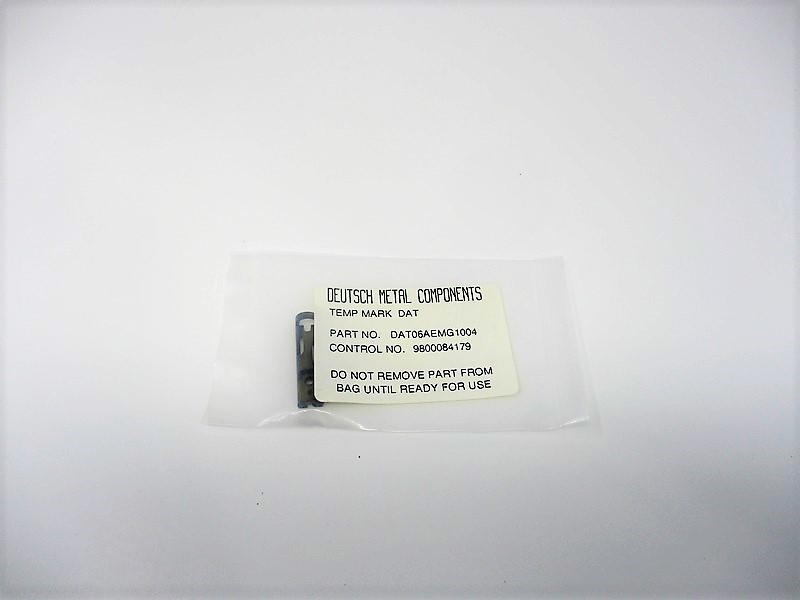 DEUTSCH METAL COMPONENTS
TEMP MARK DAT
PART NO. DAT06AEMG1004
CONTROL NO. 9800084179
DO NOT REMOVE PART FROM
BAG UNTIL READY FOR USE